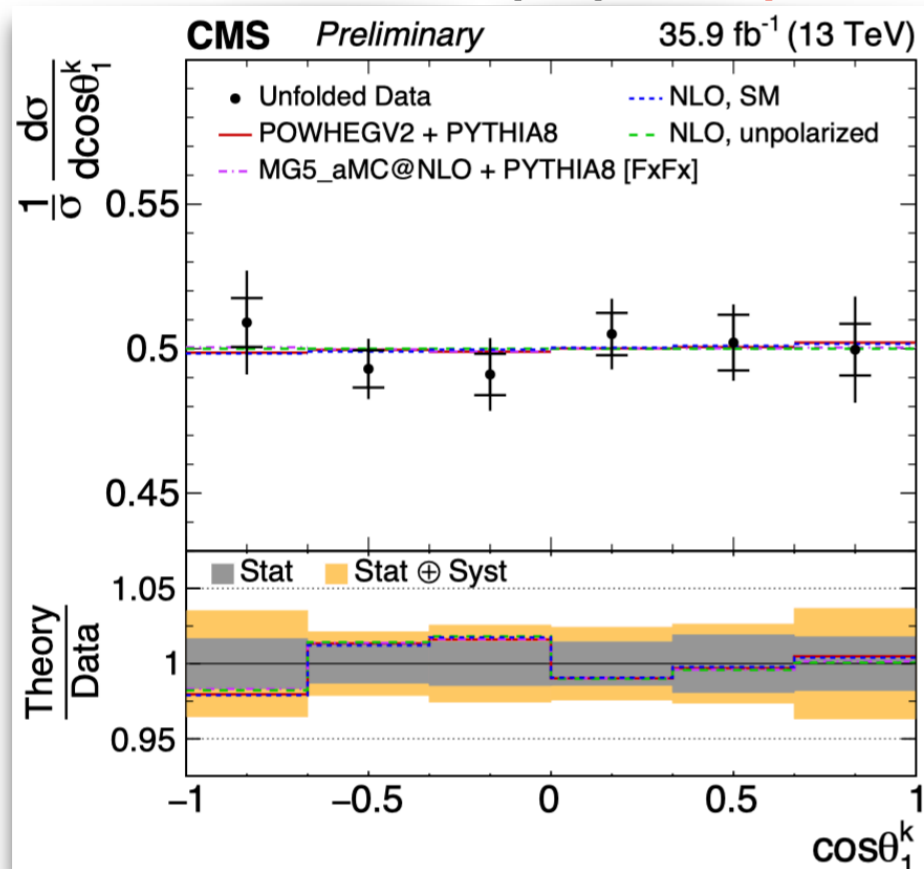 CMS Preliminary 35.9 fb⁻¹ (13 TeV)
1/σ dσ/dcosθ₁ᵏ
Unfolded Data
POWHEGV2 + PYTHIA8
MG5_aMC@NLO + PYTHIA8 [FxFx]
NLO, SM
NLO, unpolarized
0.55
0.5
0.45
Stat
Stat ⊕ Syst
Theory/Data
1.05
1
0.95
−1 −0.5 0 0.5 1
cosθ₁ᵏ